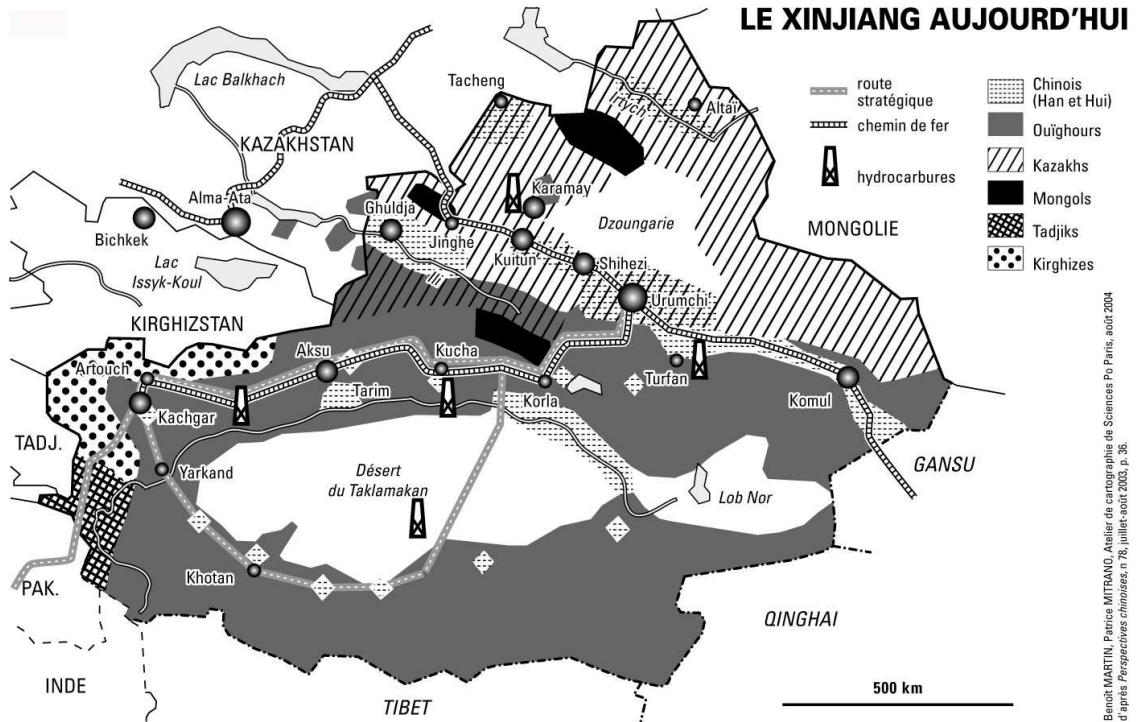 LE XINJIANG AUJOURD'HUI
route
stratégique
chemin de fer
hydrocarbures
Chinois
(Han et Hui)
Ouïghours
Kazakhs
Mongols
Tadjiks
Kirghizes
Lac Balkhach
Tacheng
Irtych
Altaï
KAZAKHSTAN
Alma-Ata
Bichkek
Ghuldja
Karamay
Jinghe
Dzoungarie
MONGOLIE
Kuitun
Shihezi
Lac
Issyk-Koul
Ili
Urumchi
KIRGHIZSTAN
Artouch
Aksu
Kucha
Turfan
Korla
Komul
Tarim
Kachgar
TADJ.
Yarkand
Désert
du Taklamakan
Lob Nor
GANSU
Khotan
PAK.
QINGHAI
INDE
TIBET
500 km
Benoît MARTIN, Patrice MITRANO, Atelier de cartographie de Sciences Po Paris, août 2004
d'après Perspectives chinoises, n 78, juillet-août 2003, p. 36.